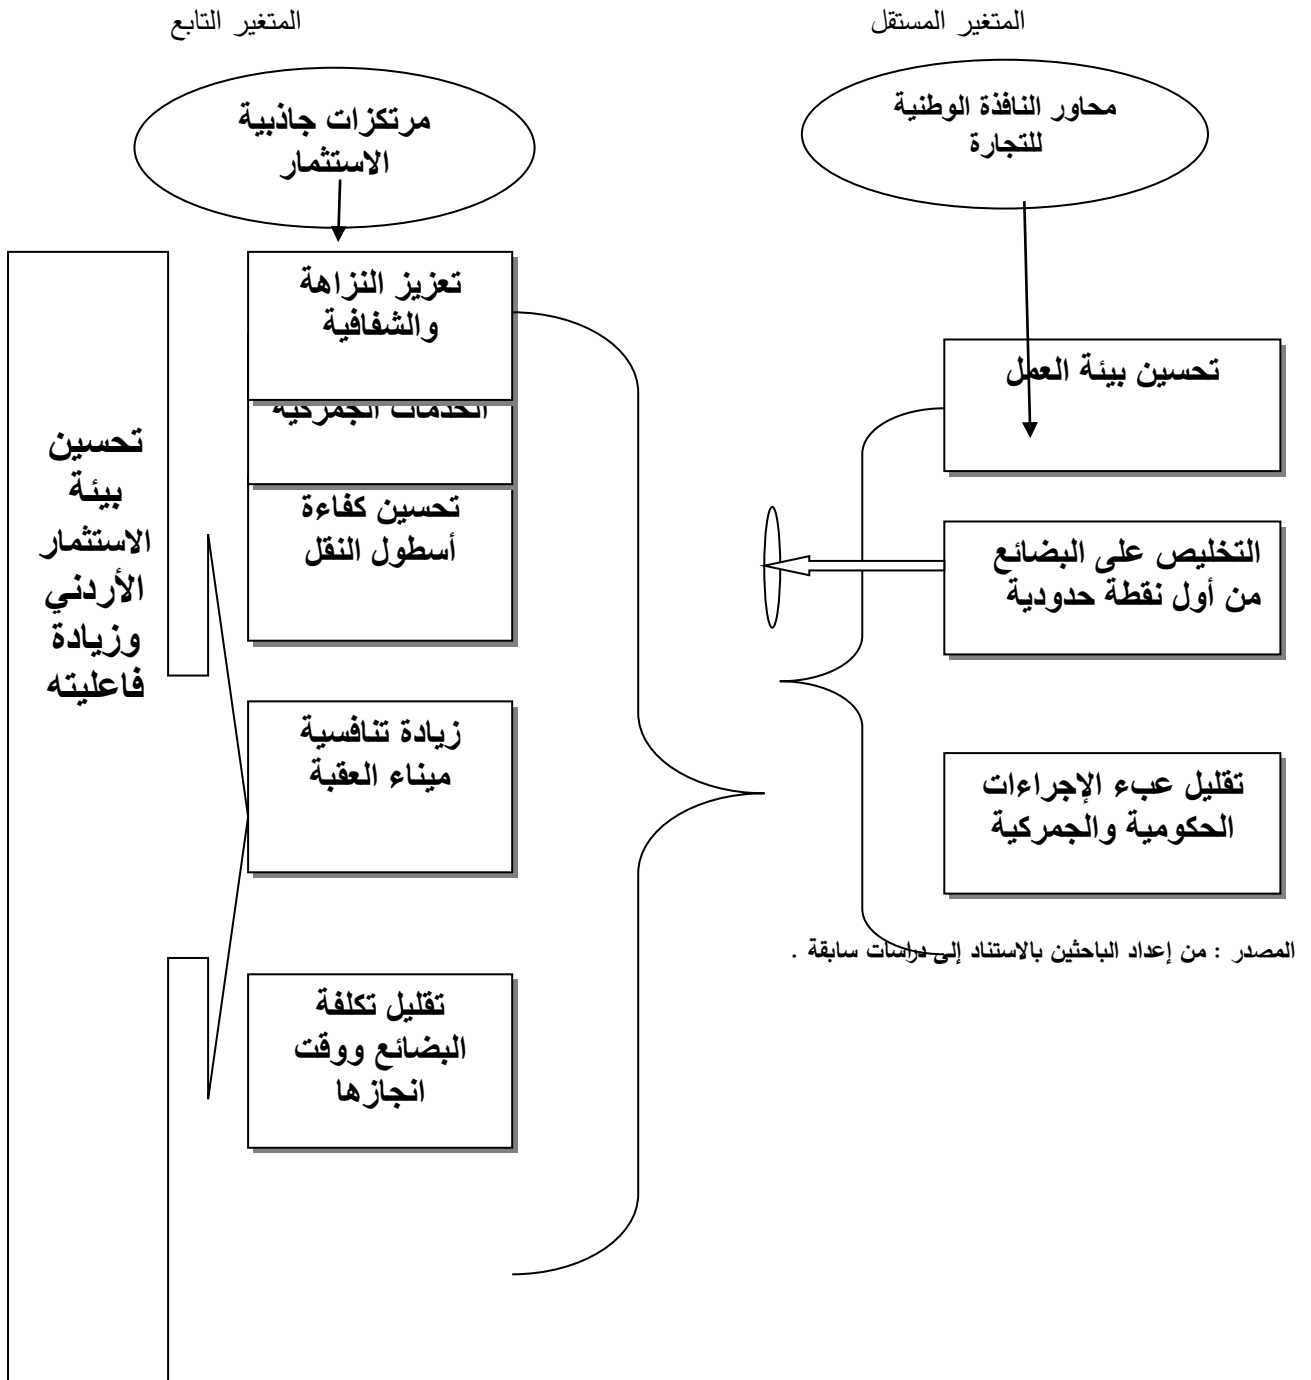 المتغير المستقل
المتغير التابع
محاور النافذة الوطنية
للتجارة
مرتكزات جاذبية
الاستثمار
تحسين بيئة العمل
التخليص على البضائع
من أول نقطة حدودية
تقليل عبء الإجراءات
الحكومية والجمركية
تعزيز النزاهة
والشفافية
الخدمات الجمركية
تحسين كفاءة
أسطول النقل
زيادة تنافسية
ميناء العقبة
تقليل تكلفة
البضائع ووقت
انجازها
تحسين
بيئة
الاستثمار
الأردني
وزيادة
فاعليته
المصدر : من إعداد الباحثين بالاستناد إلى دراسات سابقة .